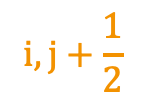 i, j + 1/2